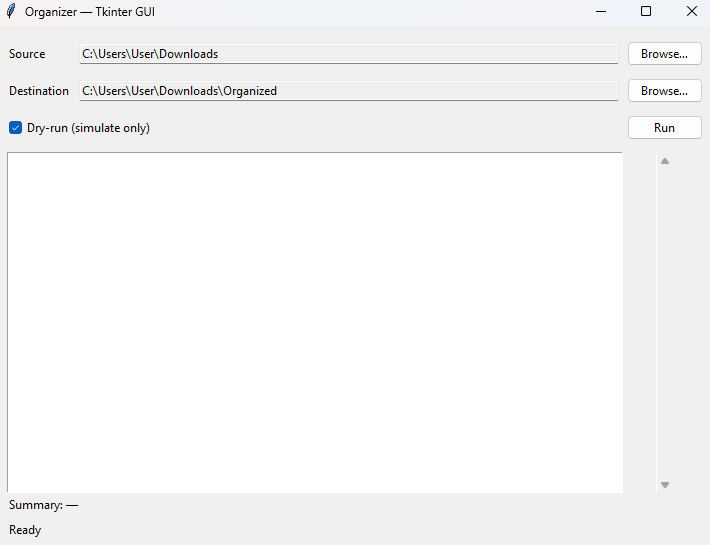 Organizer — Tkinter GUI
Source C:\Users\User\Downloads Browse...
Destination C:\Users\User\Downloads\Organized Browse...
Dry-run (simulate only) Run
Summary: —
Ready